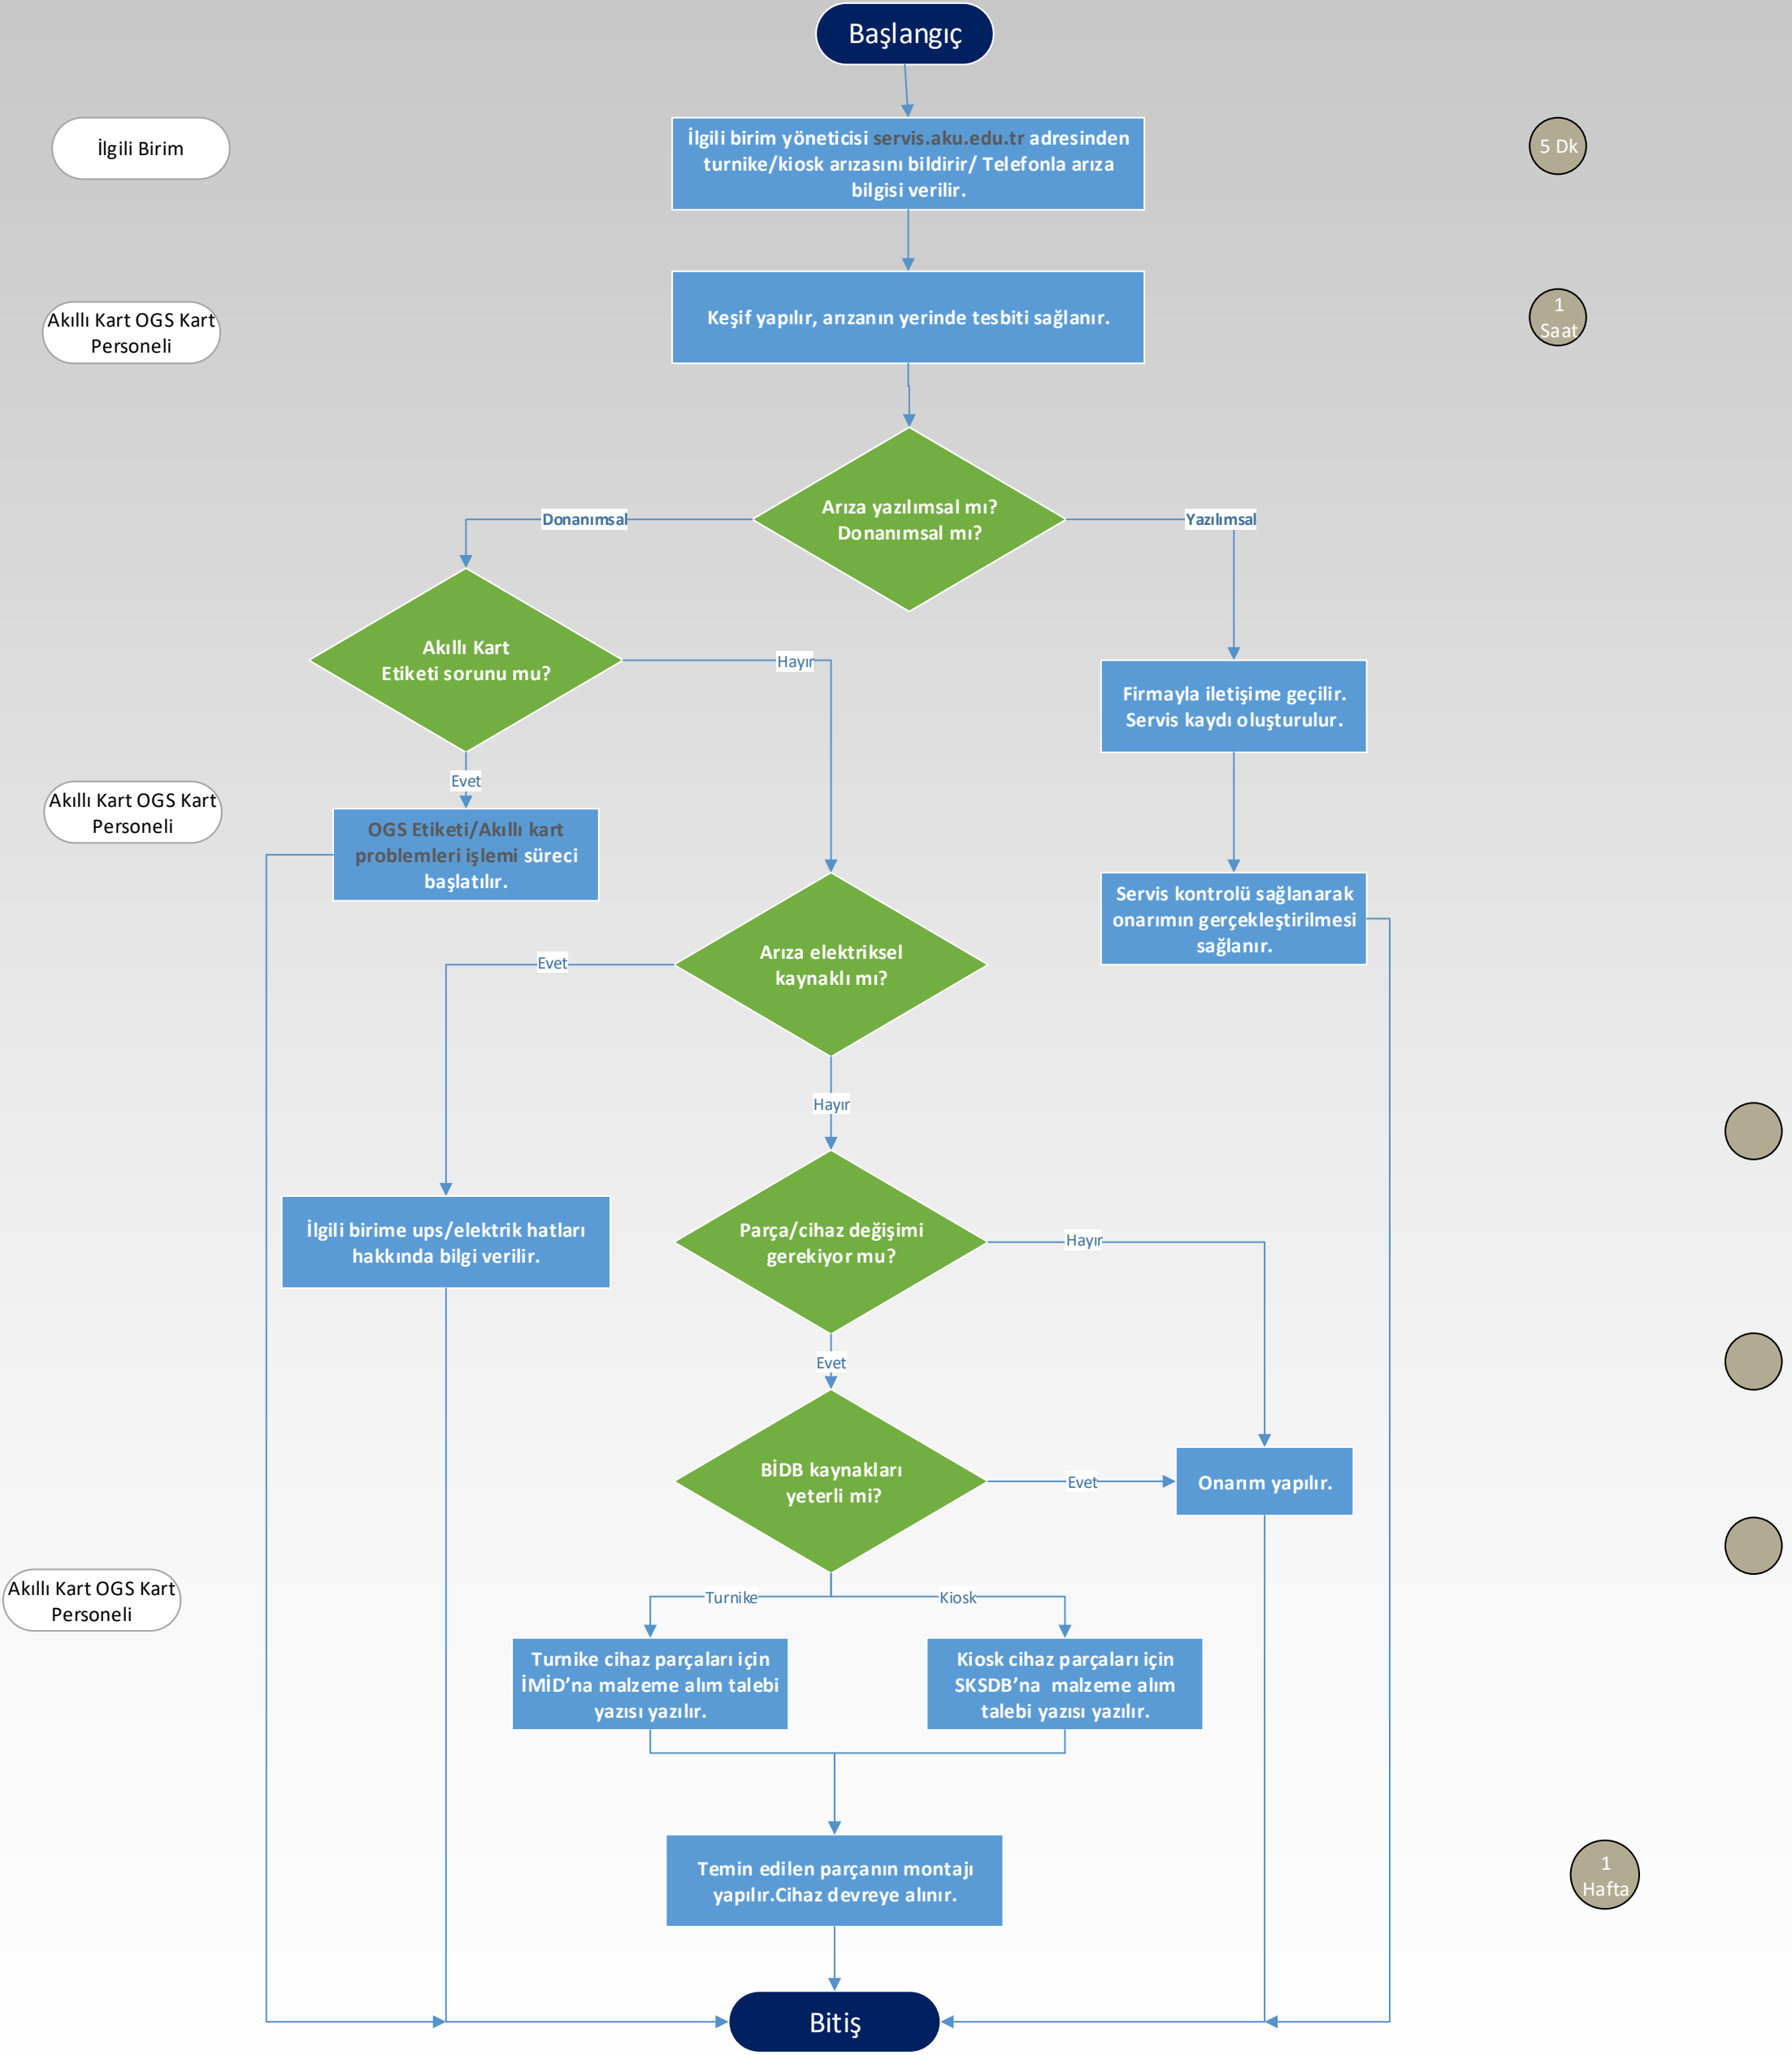 Başlangıç
İlgili Birim
İlgili birim yöneticisi servis.aku.edu.tr adresinden
turnike/kiosk arızasını bildirir/ Telefonla arıza
bilgisi verilir.
5 Dk
Akıllı Kart OGS Kart
Personeli
Keşif yapılır, arızanın yerinde tesbiti sağlanır.
1
Saat
Arıza yazılımsal mı?
Donanımsal mı?
Donanımsal
Yazılımsal
Akıllı Kart
Etiketi sorunu mu?
Hayır
Firmayla iletişime geçilir.
Servis kaydı oluşturulur.
Evet
Akıllı Kart OGS Kart
Personeli
OGS Etiketi/Akıllı kart
problemleri işlemi süreci
başlatılır.
Servis kontrolü sağlanarak
onarımın gerçekleştirilmesi
sağlanır.
Arıza elektriksel
kaynaklı mı?
Evet
Hayır
İlgili birime ups/elektrik hatları
hakkında bilgi verilir.
Parça/cihaz değişimi
gerekiyor mu?
Hayır
Evet
BİDB kaynakları
yeterli mi?
Evet
Onarım yapılır.
Akıllı Kart OGS Kart
Personeli
Turnike
Kiosk
Turnike cihaz parçaları için
İMİD’na malzeme alım talebi
yazısı yazılır.
Kiosk cihaz parçaları için
SKSDB’na  malzeme alım
talebi yazısı yazılır.
Temin edilen parçanın montajı
yapılır.Cihaz devreye alınır.
1
Hafta
Bitiş